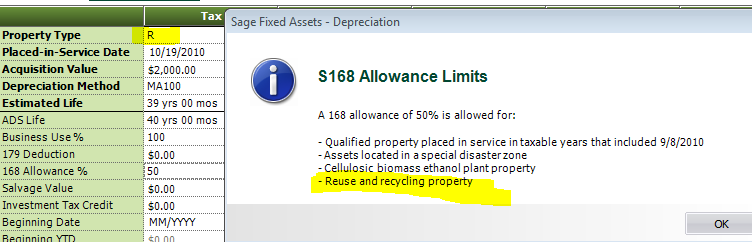 Tax
Property Type R
Placed-in-Service Date 10/19/2010
Acquisition Value $2,000.00
Depreciation Method MA100
Estimated Life 39 yrs 00 mos
ADS Life 40 yrs 00 mos
Business Use % 100
179 Deduction $0.00
168 Allowance % 50
Salvage Value $0.00
Investment Tax Credit $0.00
Beginning Date MM/YYYY
Beginning YTD $0.00
Sage Fixed Assets - Depreciation
S168 Allowance Limits
A 168 allowance of 50% is allowed for:
- Qualified property placed in service in taxable years that included 9/8/2010
- Assets located in a special disaster zone
- Cellulosic biomass ethanol plant property
- Reuse and recycling property
OK